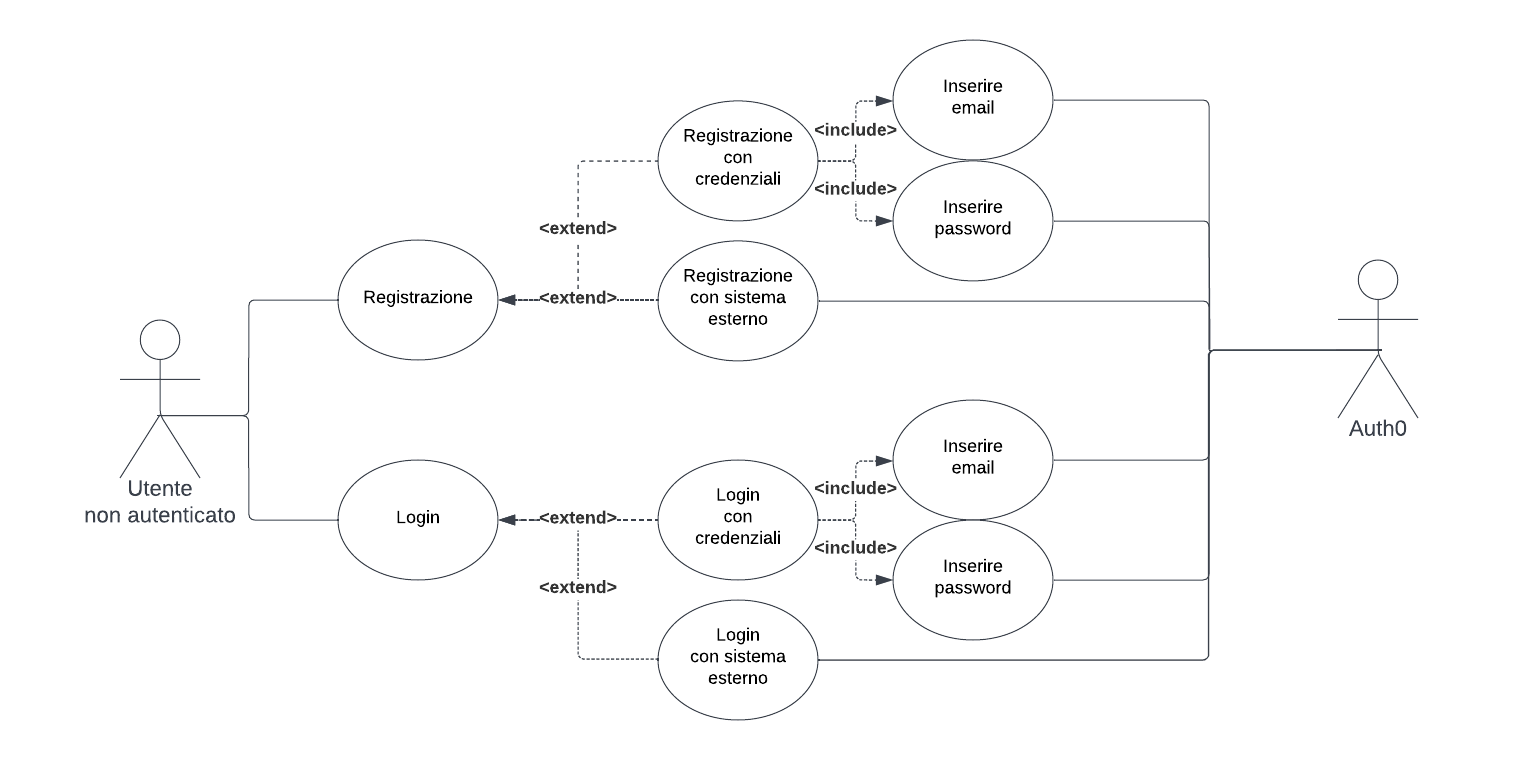 Inserire
email
Registrazione
con
credenziali
<include>
<include>
Inserire
password
<extend>
Registrazione
<extend>
Registrazione
con sistema
esterno
Utente
non autenticato
Auth0
Inserire
email
Login
<extend>
Login
con
credenziali
<include>
<include>
Inserire
password
<extend>
Login
con sistema
esterno